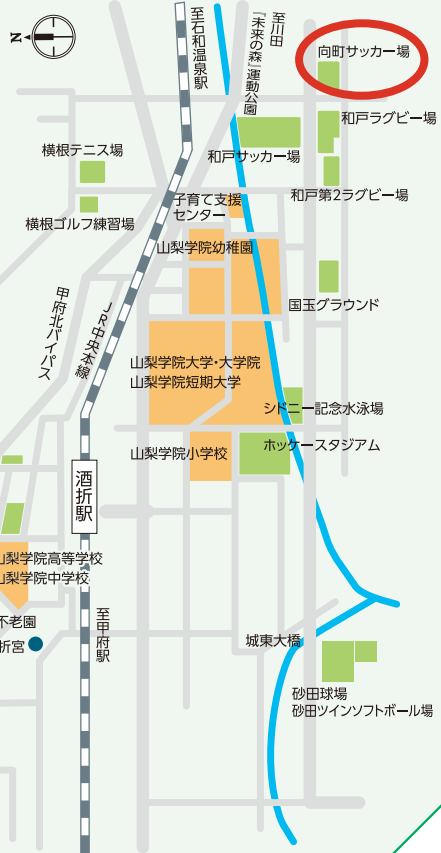 N
至石和温泉駅
至川田
『未来の森』運動公園
向町サッカー場
和戸ラグビー場
横根テニス場
和戸サッカー場
和戸第2ラグビー場
子育て支援
センター
横根ゴルフ練習場
山梨学院幼稚園
甲府北バイパス
JR中央本線
国玉グラウンド
山梨学院大学・大学院
山梨学院短期大学
シドニー記念水泳場
山梨学院小学校
ホッケースタジアム
酒折駅
山梨学院高等学校
山梨学院中学校
不老園
折宮
至甲府駅
城東大橋
砂田球場
砂田ツインソフトボール場